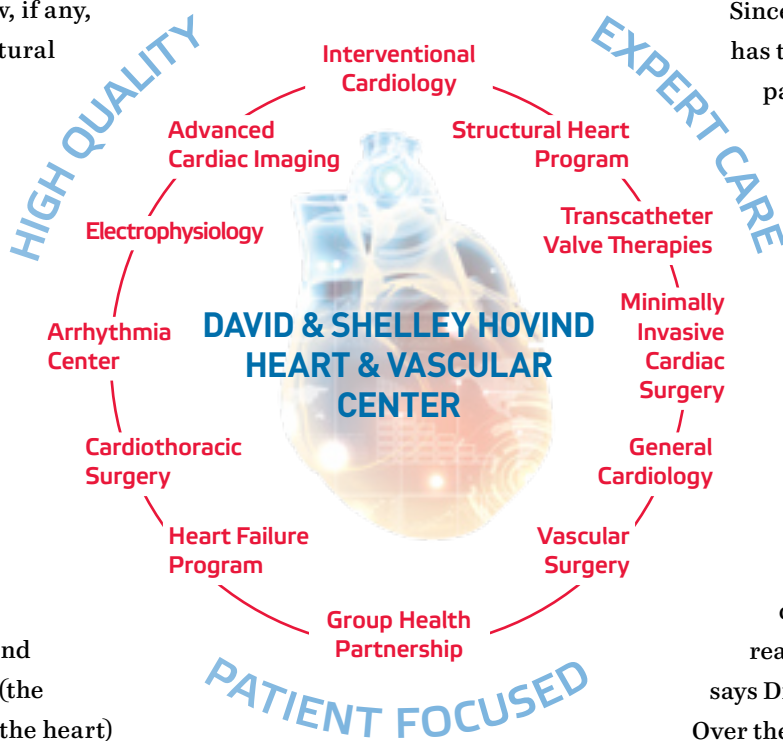 w, if any,
tural
Since
has t
pa
HIGH QUALITY
EXPERT CARE
Interventional
Cardiology
Advanced
Cardiac Imaging
Structural Heart
Program
Electrophysiology
Transcatheter
Valve Therapies
Arrhythmia
Center
DAVID & SHELLEY HOVIND
HEART & VASCULAR
CENTER
Minimally
Invasive
Cardiac
Surgery
Cardiothoracic
Surgery
General
Cardiology
Heart Failure
Program
Vascular
Surgery
Group Health
Partnership
PATIENT FOCUSED
nd
(the
the heart)
rea
says D
Over the